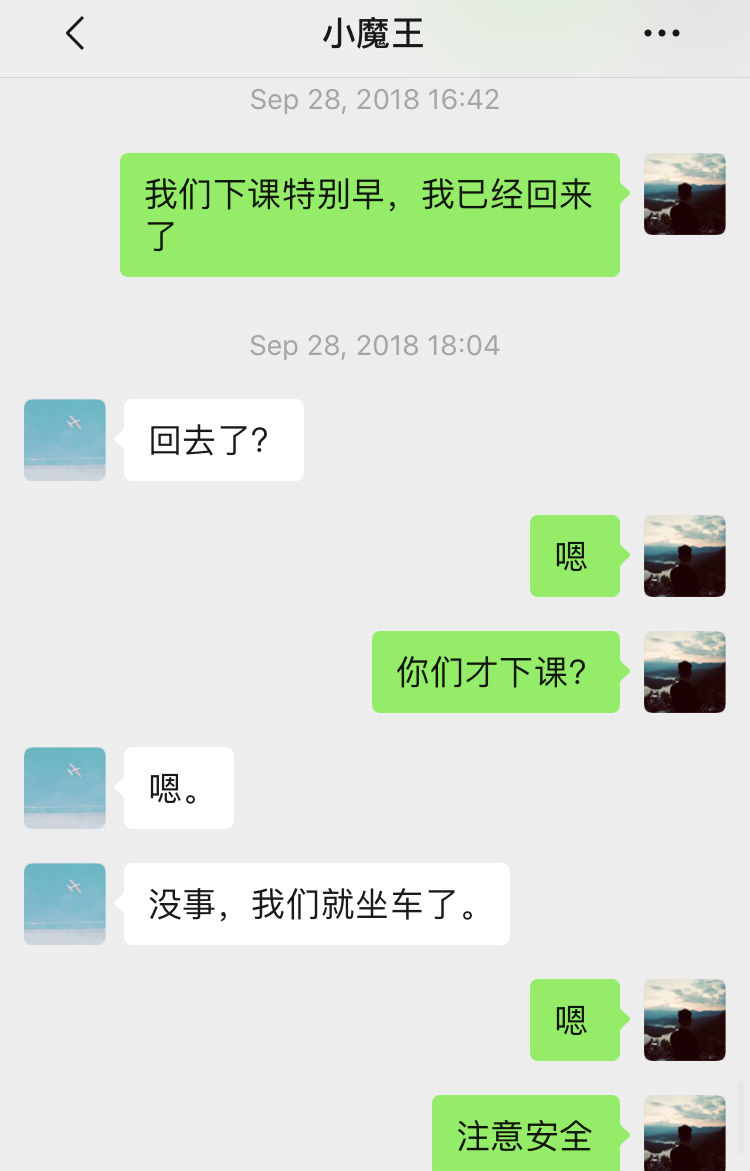 小魔王
Sep 28, 2018 16:42
我们下课特别早，我已经回来
了
Sep 28, 2018 18:04
回去了?
嗯
你们才下课?
嗯。
没事，我们就坐车了。
嗯
注意安全